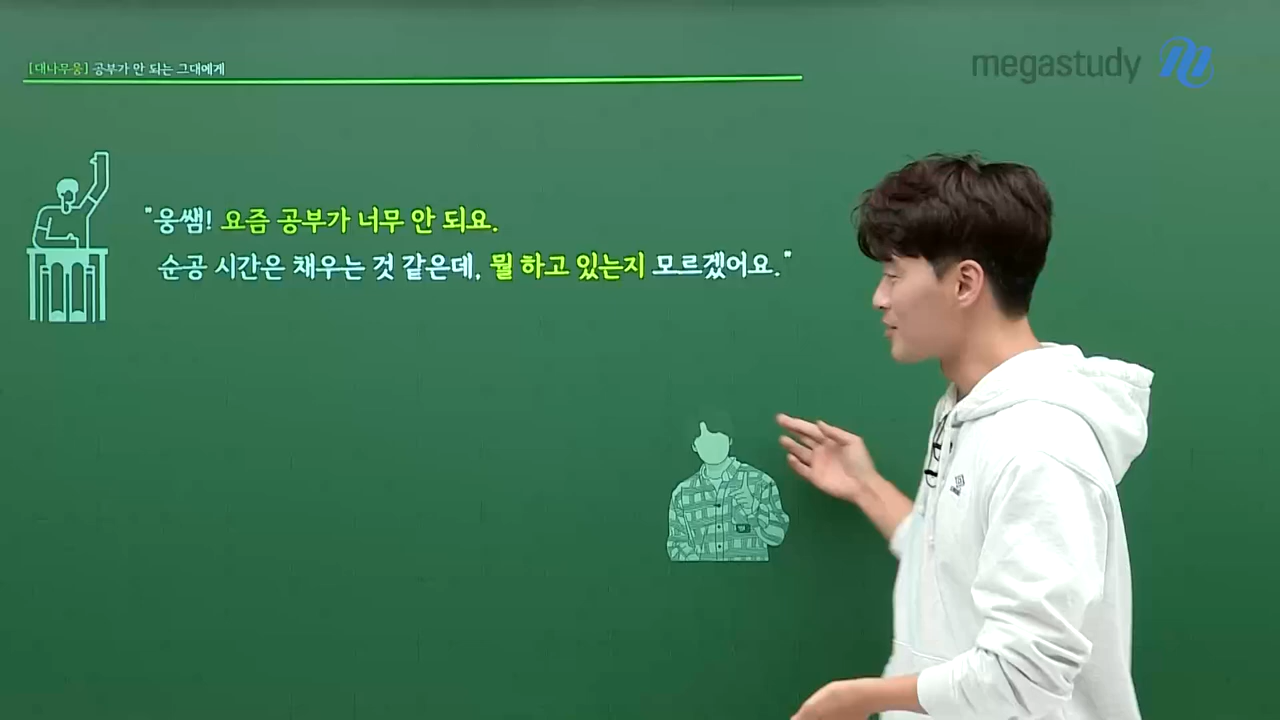 [대나무웅] 공부가 안 되는 그대에게
megastudy
"웅쌤! 요즘 공부가 너무 안 되요.
순공 시간은 채우는 것 같은데, 뭘 하고 있는지 모르겠어요."